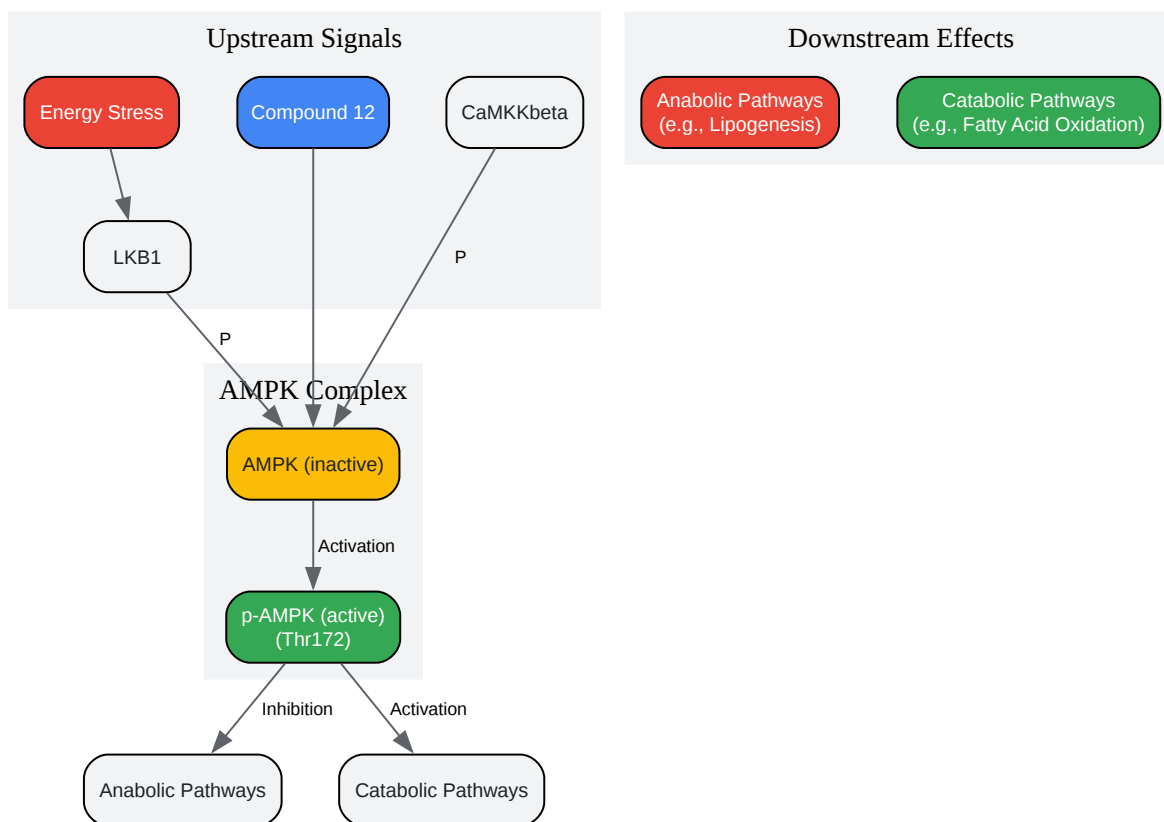 Upstream Signals
Downstream Effects
Energy Stress
Compound 12
CaMKKbeta
Anabolic Pathways
(e.g., Lipogenesis)
Catabolic Pathways
(e.g., Fatty Acid Oxidation)
LKB1
P
P
AMPK Complex
AMPK (inactive)
Activation
p-AMPK (active)
(Thr172)
Inhibition
Activation
Anabolic Pathways
Catabolic Pathways